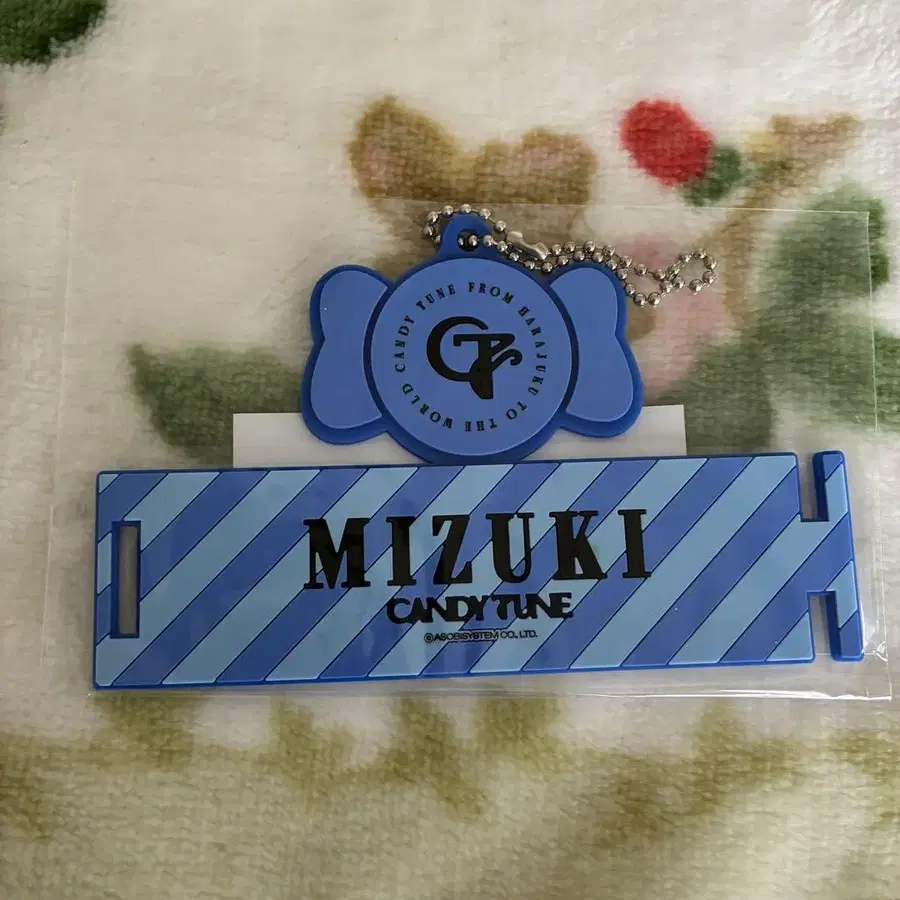 CANDY TUNE FROM HARAJUKU TO THE WORLD
CT
MIZUKI
CANDY TUNE
©ASOBISYSTEM CO., LTD.